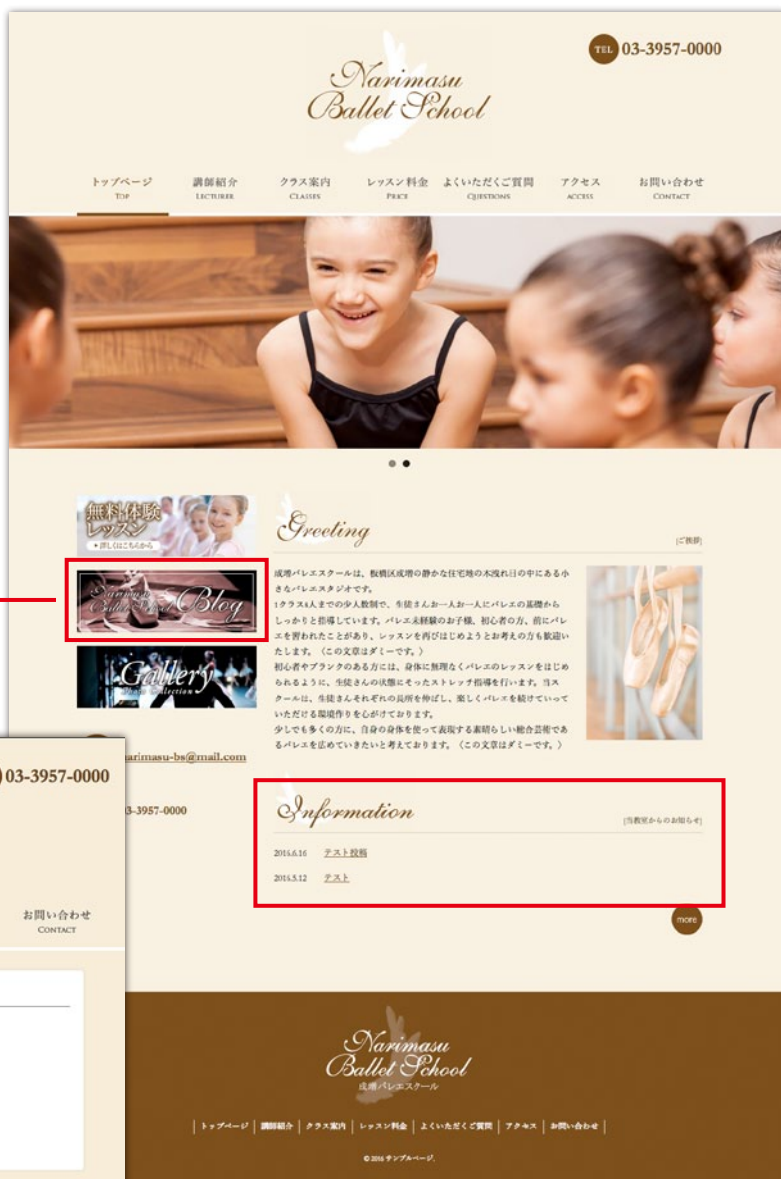 Narimasu
Ballet School
TEL 03-3957-0000
トップページ 講師紹介 クラス案内 レッスン料金 よくいただくご質問 アクセス お問い合わせ
TOP LECTURER CLASSES PRICE QUESTIONS ACCESS CONTACT
無料体験
レッスン
詳しくはこちらから
Narimasu
Ballet School Blog
Gallery
Photo Collection
Greeting
[ご挨拶]
成増バレエスクールは、板橋区成増の静かな住宅地の木洩れ日の中にある小
さなバレエスタジオです。
1クラス8人までの少人数制で、生徒さんお一人お一人にバレエの基礎から
しっかりと指導しています。バレエ未経験のお子様、初心者の方、前にバレ
エを習われたことがあり、レッスンを再びはじめようとお考えの方も歓迎い
たします。（この文章はダミーです。）
初心者やブランクのある方には、身体に無理なくバレエのレッスンをはじめ
られるように、生徒さんの状態にそったストレッチ指導を行います。当ス
クールは、生徒さんそれぞれの長所を伸ばし、楽しくバレエを続けていって
いただける環境作りを心がけております。
少しでも多くの方に、自身の身体を使って表現する素晴らしい総合芸術であ
るバレエを広めていきたいと考えております。（この文章はダミーです。）
arimasu-bs@mail.com
3-3957-0000
Information
[当教室からのお知らせ]
2016.6.16 テスト投稿
2016.5.12 テスト
more
03-3957-0000
お問い合わせ
CONTACT
Narimasu
Ballet School
成増バレエスクール
| トップページ | 講師紹介 | クラス案内 | レッスン料金 | よくいただくご質問 | アクセス | お問い合わせ |
© 2016 サンプルページ.